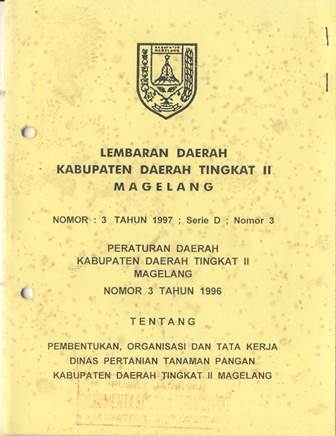 KABUPATEN
MAGELANG
LEMBARAN DAERAH
KABUPATEN DAERAH TINGKAT II
MAGELANG
NOMOR : 3 TAHUN 1997 ; Serie D ; Nomor 3
PERATURAN DAERAH
KABUPATEN DAERAH TINGKAT II
MAGELANG
NOMOR 3 TAHUN 1996
TENTANG
PEMBENTUKAN, ORGANISASI DAN TATA KERJA
DINAS PERTANIAN TANAMAN PANGAN
KABUPATEN DAERAH TINGKAT II MAGELANG